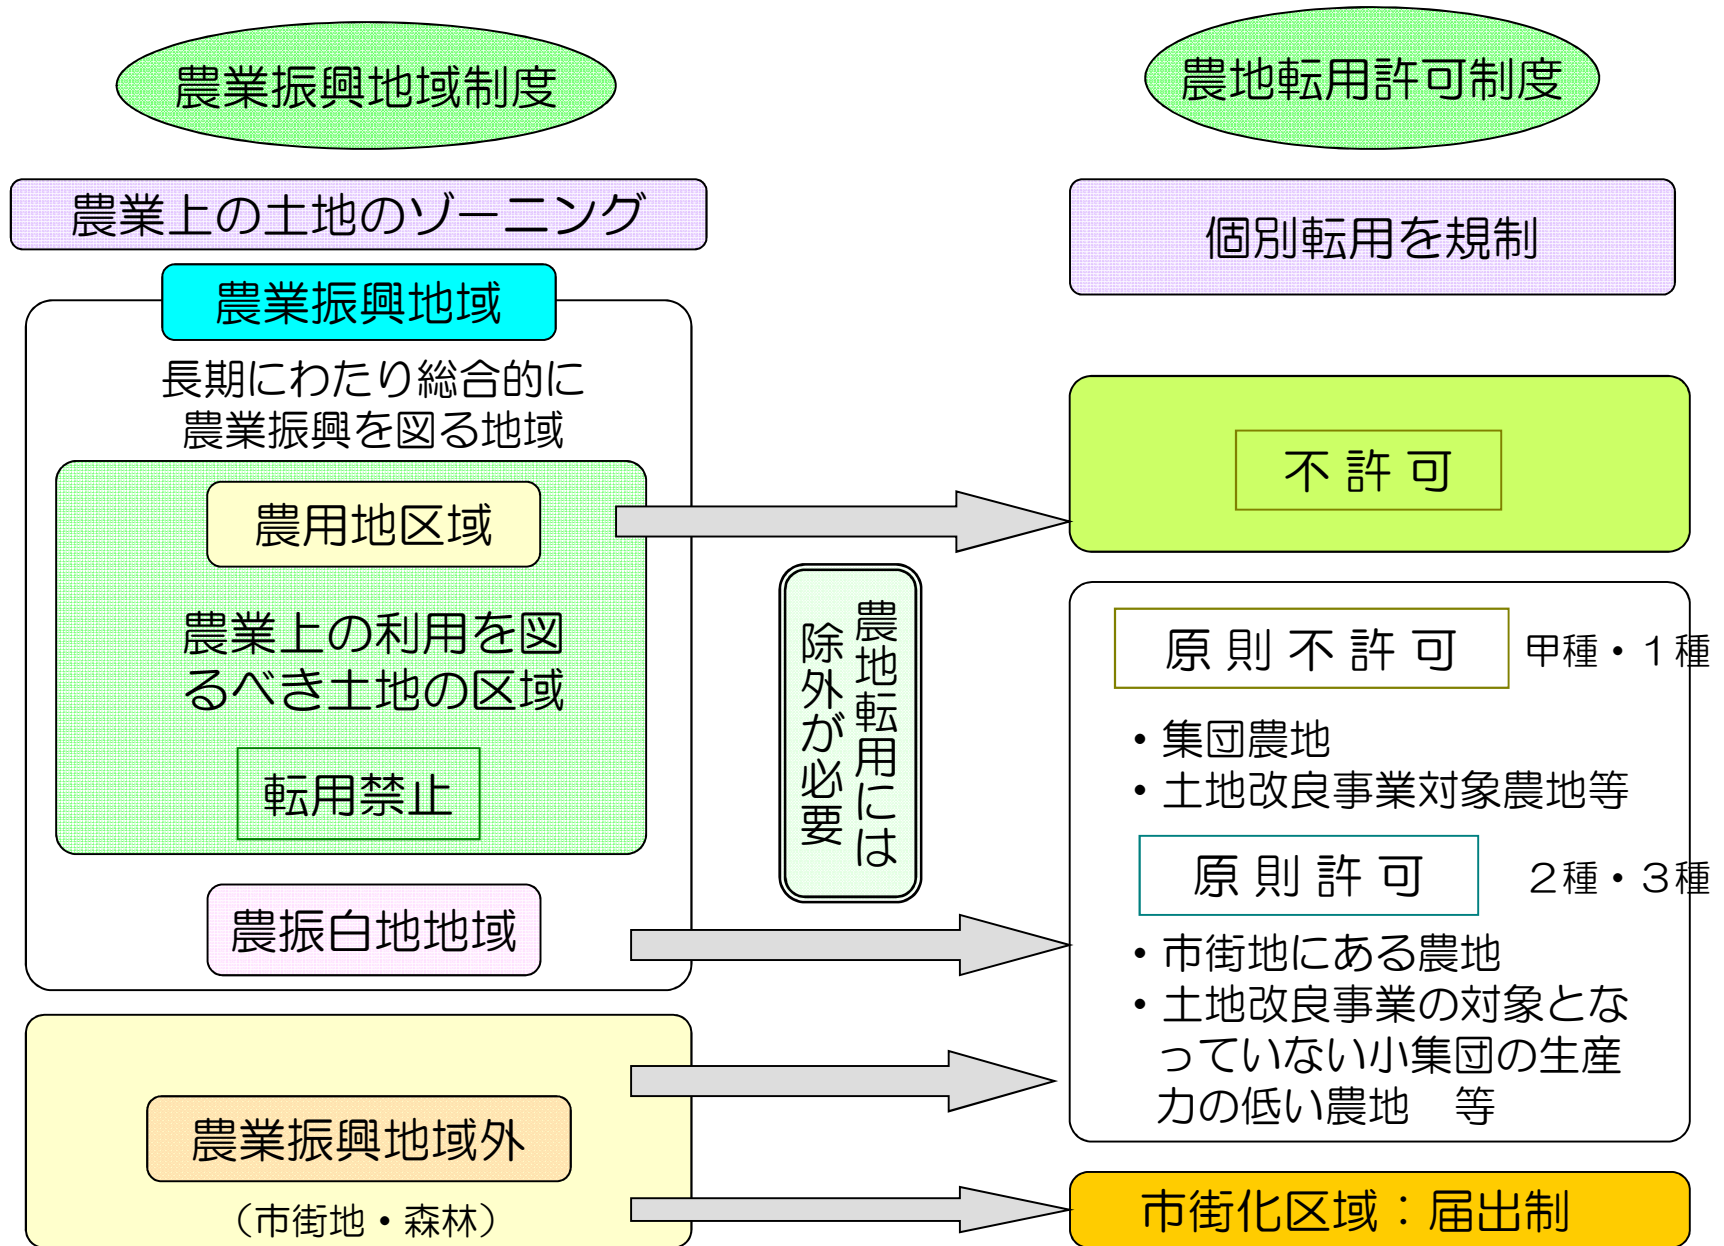 農業振興地域制度
農業上の土地のゾーニング
農業振興地域
長期にわたり総合的に
農業振興を図る地域
農用地区域
農業上の利用を図
るべき土地の区域
転用禁止
農振白地地域
農業振興地域外
（市街地・森林）
農地転用には
除外が必要
農地転用許可制度
個別転用を規制
不許可
原則不許可 甲種・１種
・集団農地
・土地改良事業対象農地等
原則許可 ２種・３種
・市街地にある農地
・土地改良事業の対象とな
っていない小集団の生産
力の低い農地　等
市街化区域：届出制